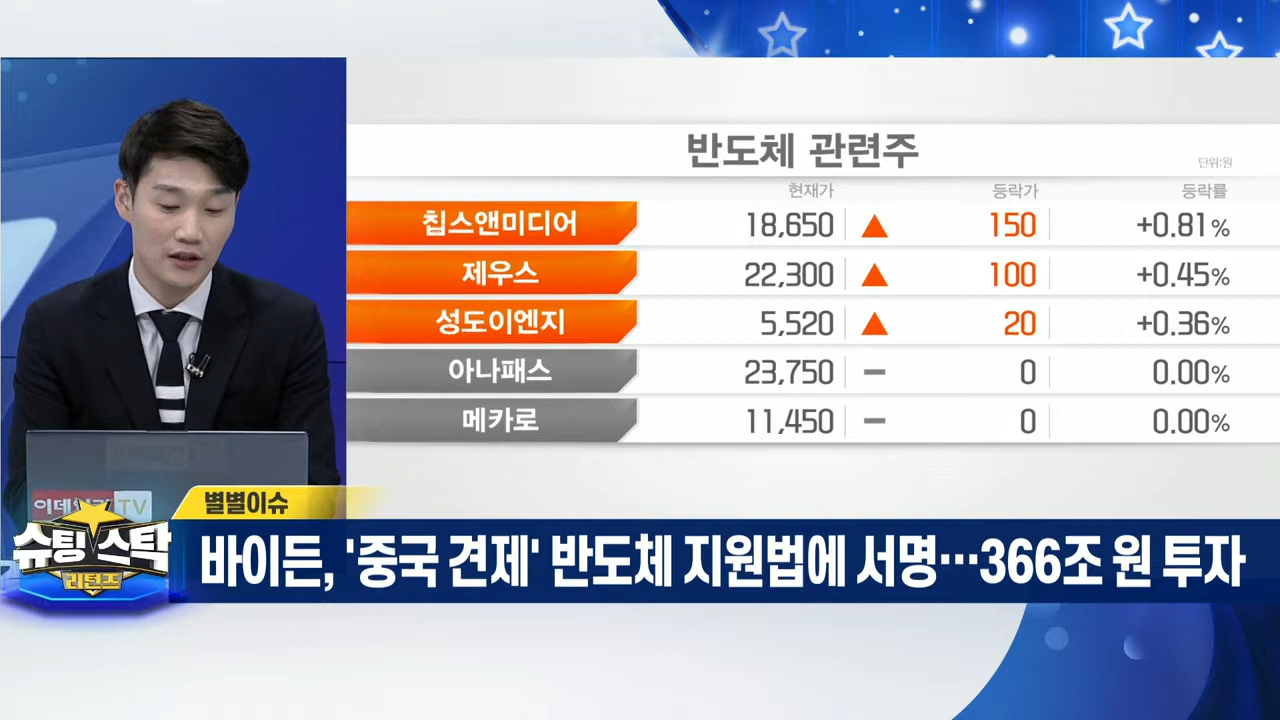 반도체 관련주
단위:원
현재가 등락가 등락률
칩스앤미디어 18,650 ▲ 150 +0.81%
제우스 22,300 ▲ 100 +0.45%
성도이엔지 5,520 ▲ 20 +0.36%
아나패스 23,750 - 0 0.00%
메카로 11,450 - 0 0.00%
이데일리 TV
별별이슈
슈팅스탁
리턴즈
바이든, '중국 견제' 반도체 지원법에 서명…366조 원 투자